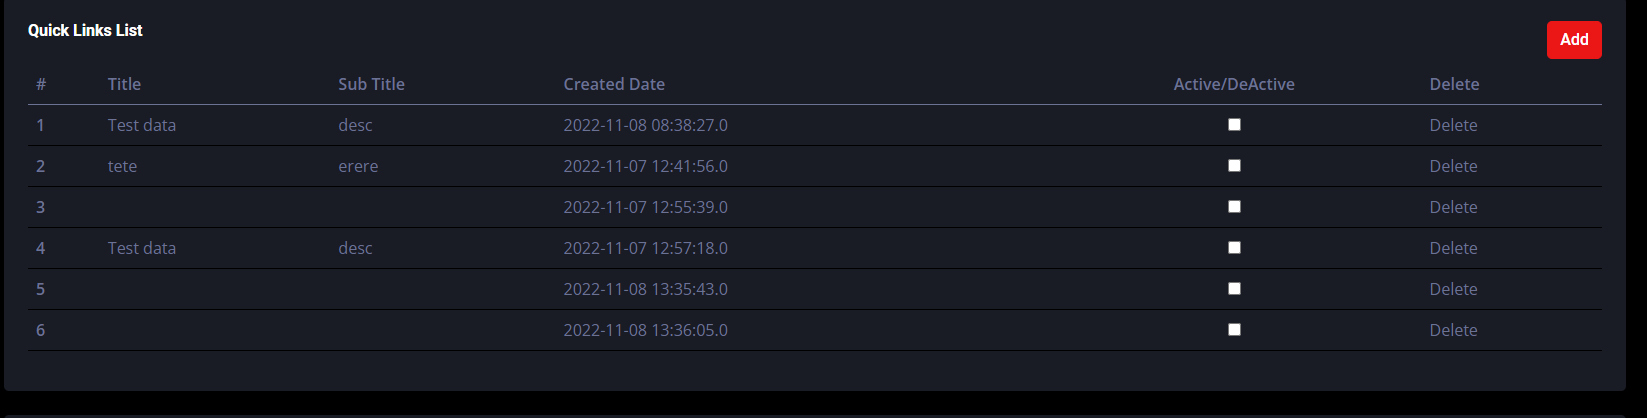 Quick Links List
Add
# Title Sub Title Created Date Active/DeActive Delete
1 Test data desc 2022-11-08 08:38:27.0 Delete
2 tete erere 2022-11-07 12:41:56.0 Delete
3 2022-11-07 12:55:39.0 Delete
4 Test data desc 2022-11-07 12:57:18.0 Delete
5 2022-11-08 13:35:43.0 Delete
6 2022-11-08 13:36:05.0 Delete